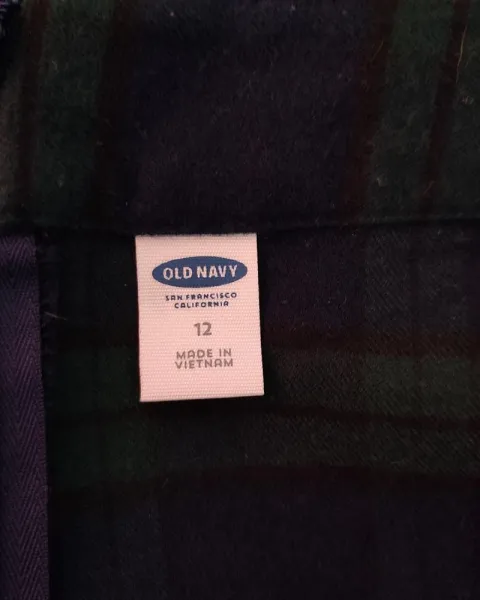 OLD NAVY
SAN FRANCISCO
CALIFORNIA
12
MADE IN
VIETNAM